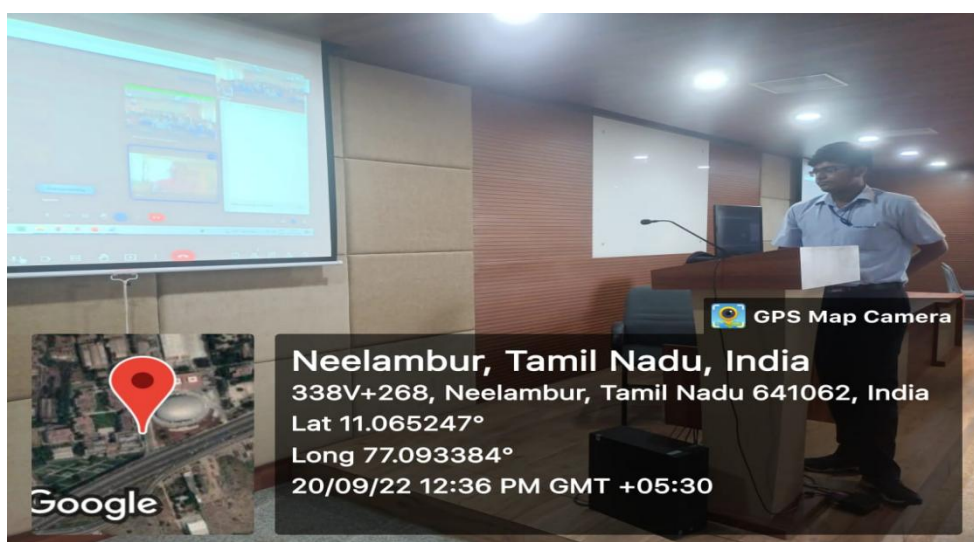 GPS Map Camera
Neelambur, Tamil Nadu, India
338V+268, Neelambur, Tamil Nadu 641062, India
Lat 11.065247°
Long 77.093384°
20/09/22 12:36 PM GMT +05:30
Google